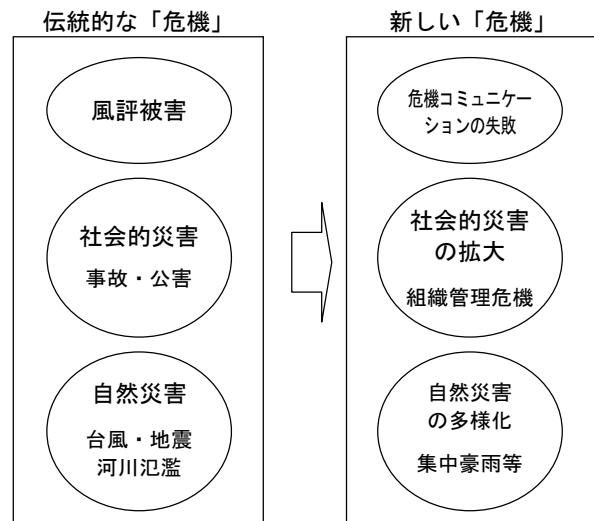 伝統的な「危機」
風評被害
社会的災害
事故・公害
自然災害
台風・地震
河川氾濫
新しい「危機」
危機コミュニケー
ションの失敗
社会的災害
の拡大
組織管理危機
自然災害
の多様化
集中豪雨等